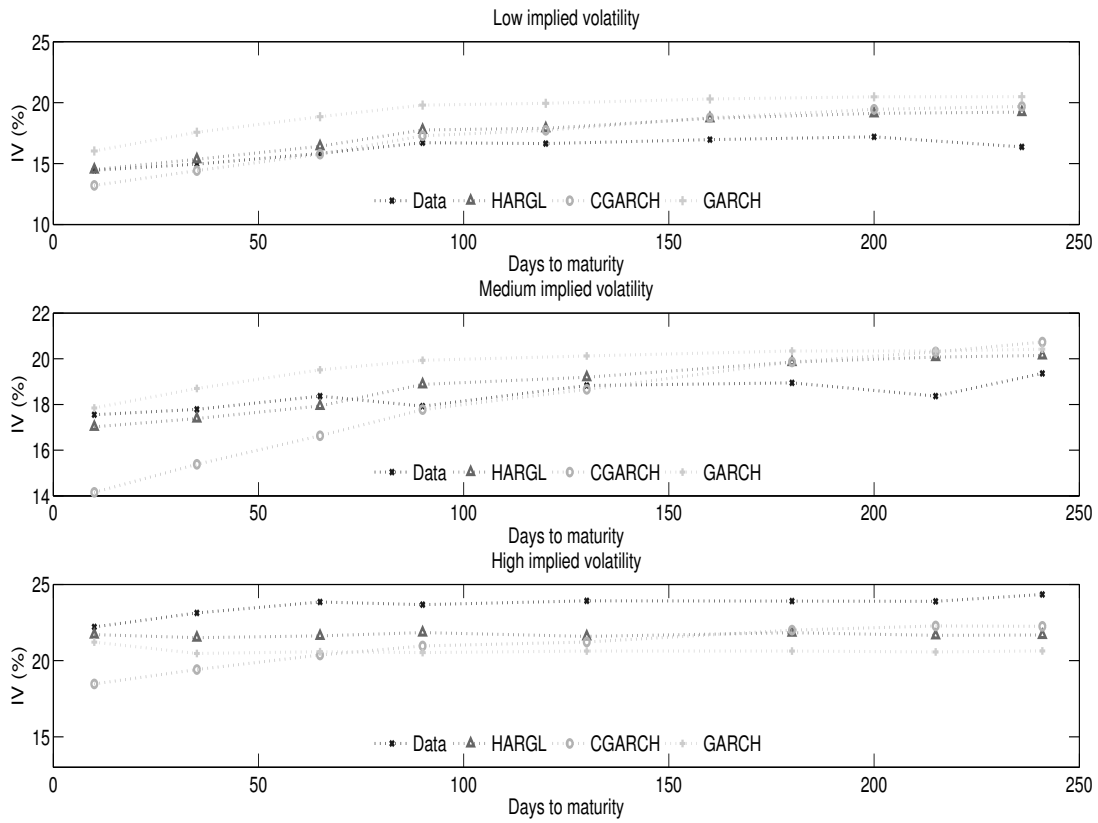 Low implied volatility
25
20
15
10
IV (%)
Data HARGL CGARCH GARCH
0 50 100 150 200 250
Days to maturity
Medium implied volatility
22
20
18
16
14
IV (%)
Data HARGL CGARCH GARCH
0 50 100 150 200 250
Days to maturity
High implied volatility
25
20
15
IV (%)
Data HARGL CGARCH GARCH
0 50 100 150 200 250
Days to maturity